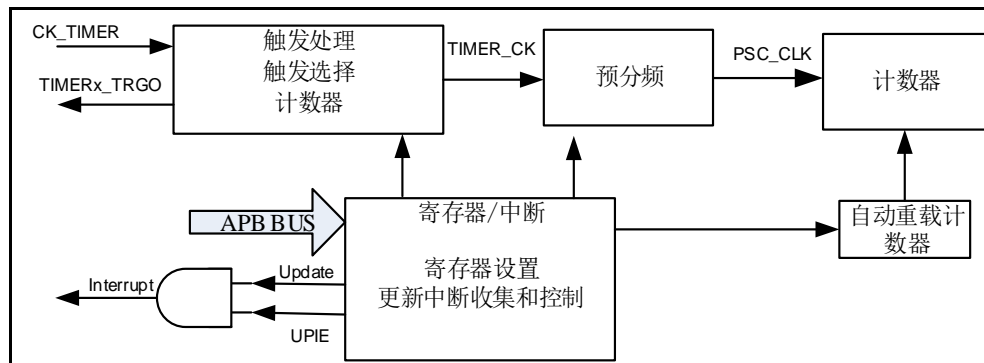 CK_TIMER
TIMERx_TRGO
触发处理
触发选择
计数器
TIMER_CK
预分频
PSC_CLK
计数器
APB BUS
寄存器/中断
寄存器设置
更新中断收集和控制
自动重载计
数器
Interrupt
Update
UPIE